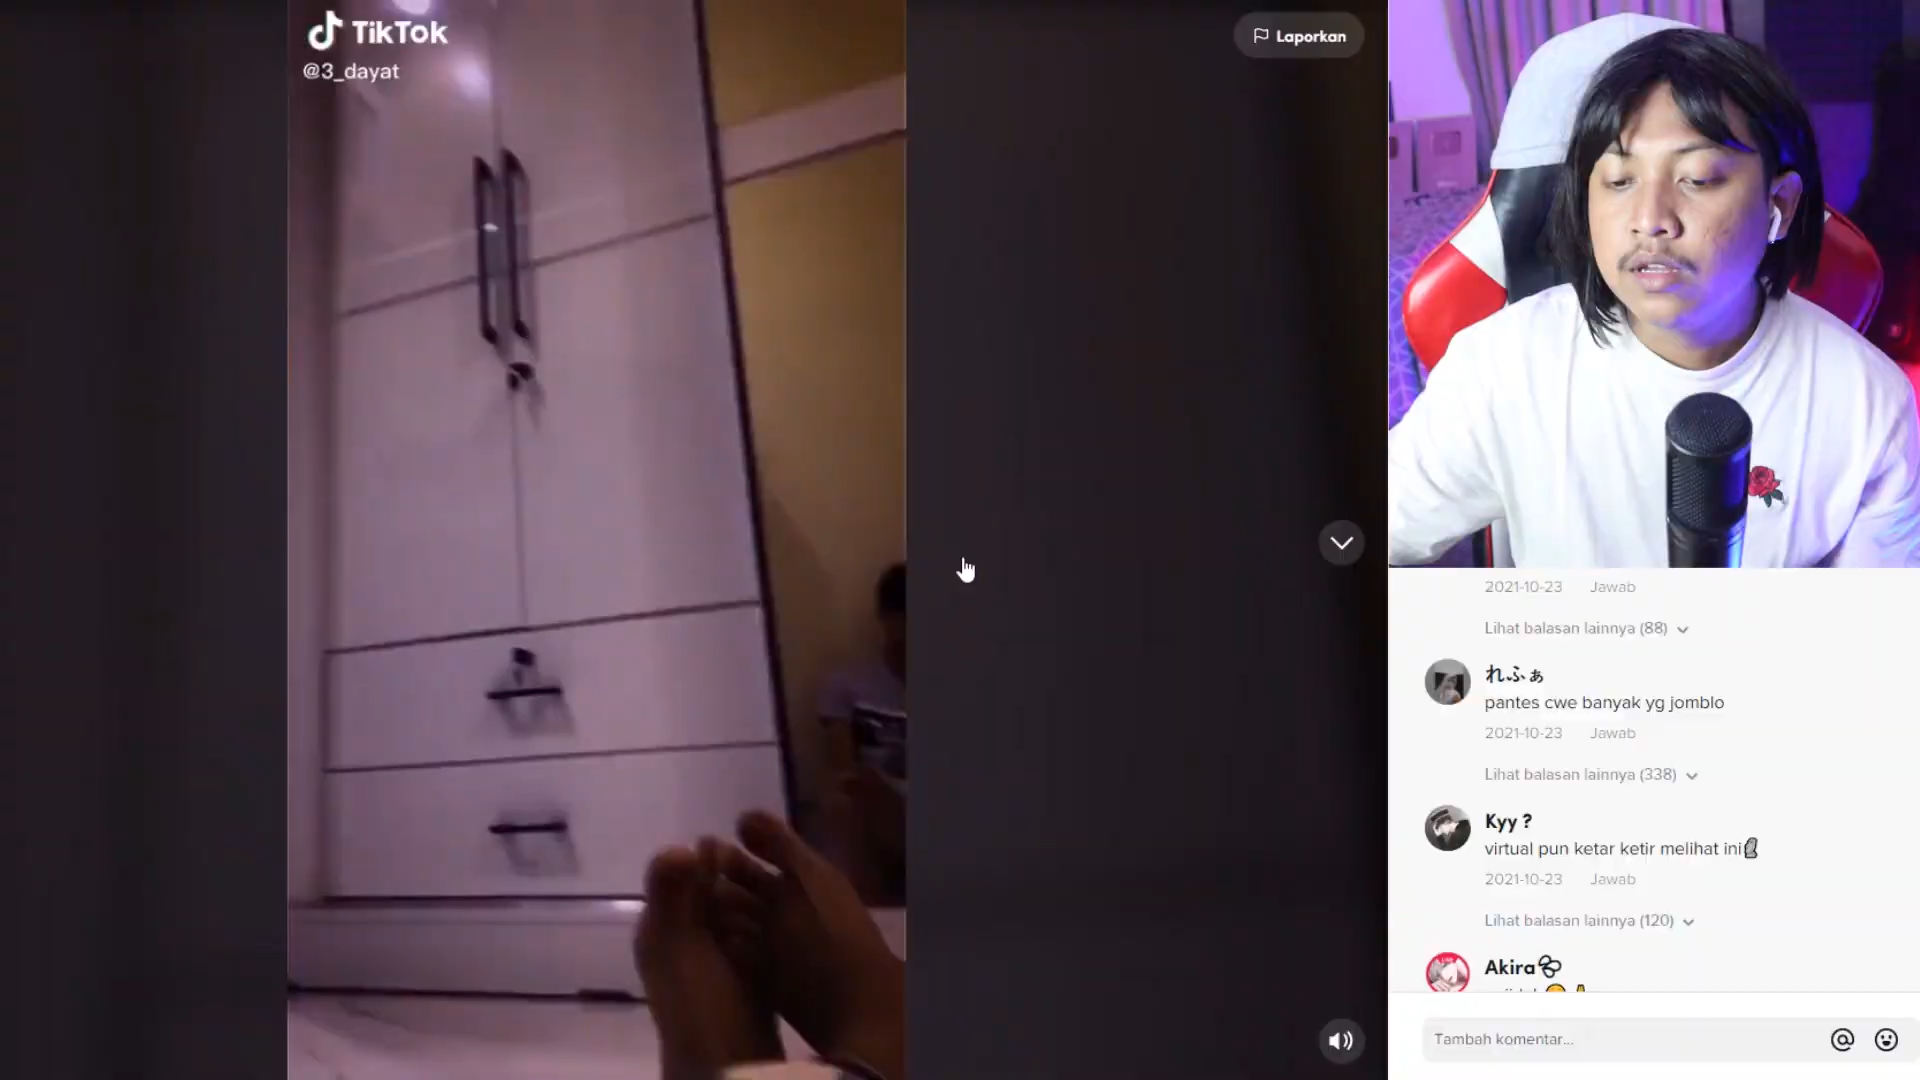 TikTok
@3_dayat
Laporkan
2021-10-23 Jawab
Lihat balasan lainnya (88)
れふぁ
pantes cwe banyak yg jomblo
2021-10-23 Jawab
Lihat balasan lainnya (338)
Kyy ?
virtual pun ketar ketir melihat ini🗿
2021-10-23 Jawab
Lihat balasan lainnya (120)
Akira
Tambah komentar...